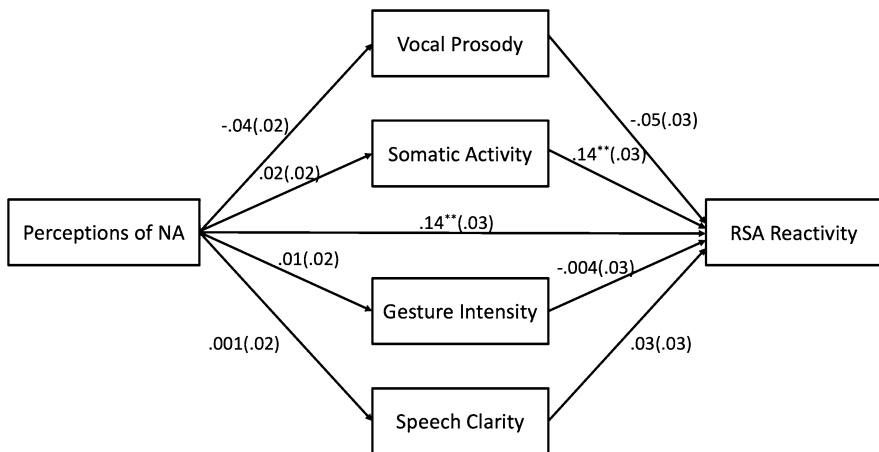 Vocal Prosody
-.04(.02)
-.05(.03)
Somatic Activity
.02(.02)
.14**(.03)
Perceptions of NA
.14**(.03)
RSA Reactivity
.01(.02)
-.004(.03)
Gesture Intensity
.001(.02)
.03(.03)
Speech Clarity